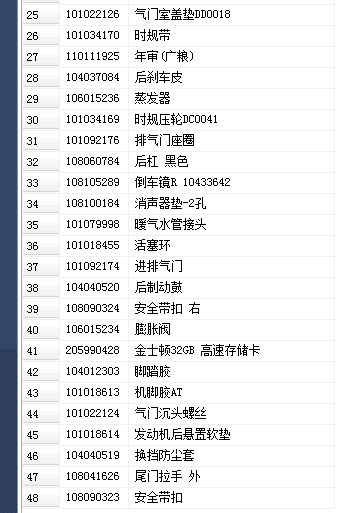 25 101022126 气门室盖垫DD0018
26 101034170 时规带
27 110111925 年审(广粮)
28 104037084 后刹车皮
29 106015236 蒸发器
30 101034169 时规压轮DC0041
31 101092176 排气门座圈
32 108060784 后杠 黑色
33 108105289 倒车镜R 10433642
34 108100184 消声器垫-2孔
35 101079998 暖气水管接头
36 101018455 活塞环
37 101092174 进排气门
38 104040520 后制动鼓
39 108090324 安全带扣 右
40 106015234 膨胀阀
41 205990428 金士顿32GB 高速存储卡
42 104012303 脚踏胶
43 101018613 机脚胶AT
44 101022124 气门沉头螺丝
45 101018614 发动机后悬置软垫
46 104040519 换挡防尘套
47 108041626 尾门拉手 外
48 108090323 安全带扣